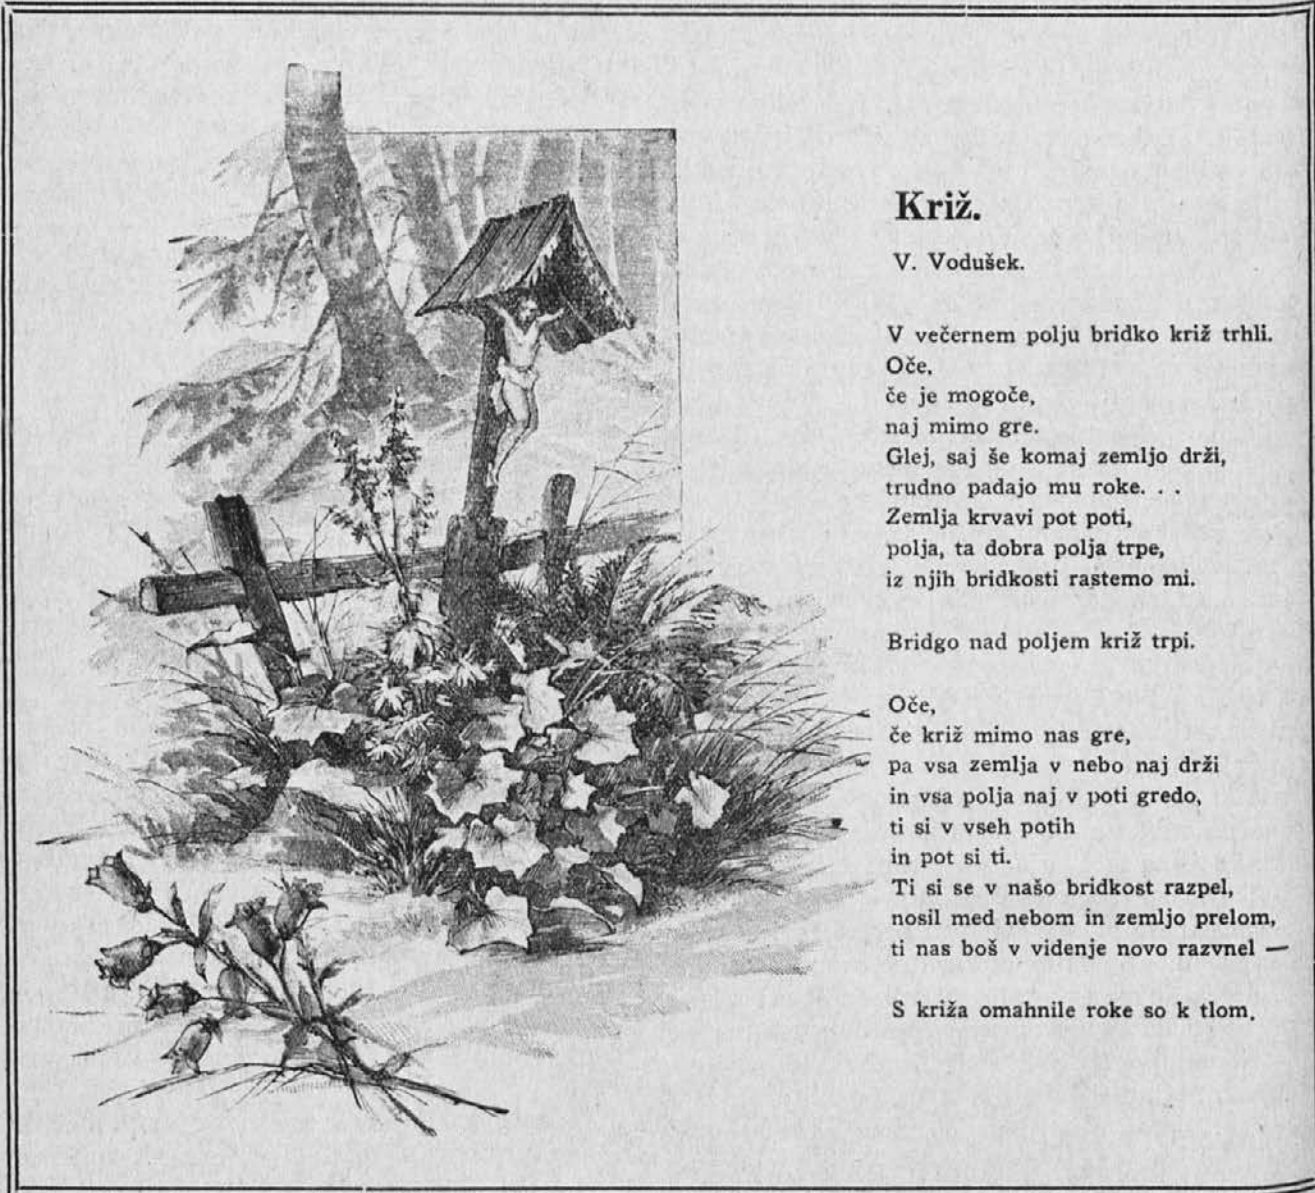 Križ.
V. Vodušek.
V večernem polju bridko križ trhli.
Oče,
če je mogoče,
naj mimo gre.
Glej, saj še komaj zemljo drži,
trudno padajo mu roke. . .
Zemlja krvavi pot poti,
polja, ta dobra polja trpe,
iz njih bridkosti rastemo mi.
Bridgo nad poljem križ trpi.
Oče,
če križ mimo nas gre,
pa vsa zemlja v nebo naj drži
in vsa polja naj v poti gredo,
ti si v vseh potih
in pot si ti.
Ti si se v našo bridkost razpel,
nosil med nebom in zemljo prelom,
ti nas boš v videnje novo razvnel —
S križa omahnile roke so k tlom.